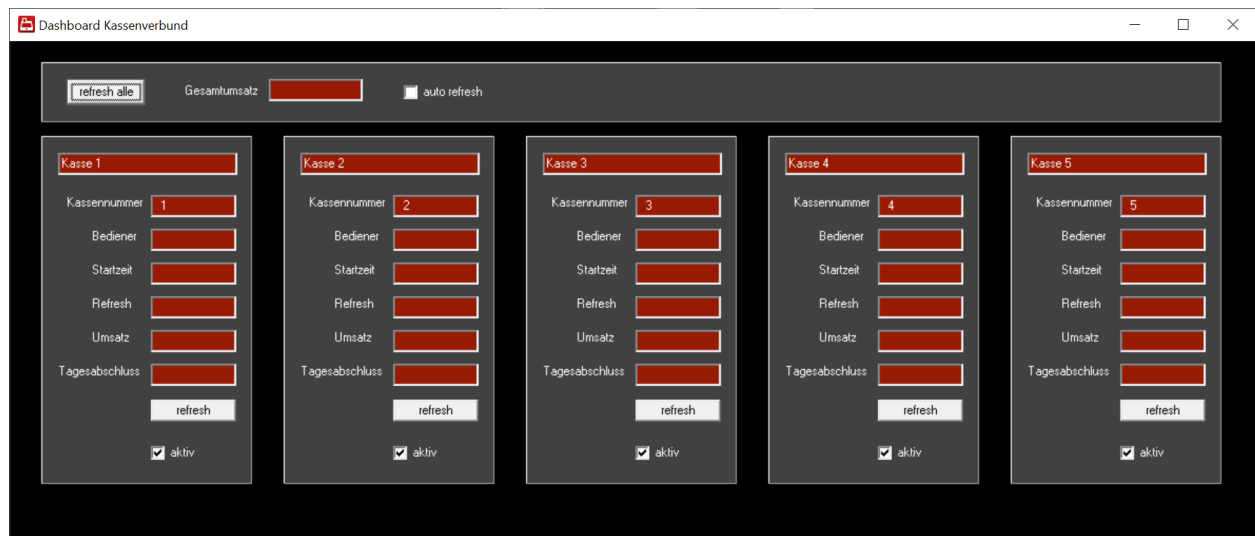 Dashboard Kassenverbund
refresh alle Gesamtumsatz auto refresh
Kasse 1
Kassennummer 1
Bediener
Startzeit
Refresh
Umsatz
Tagesabschluss
refresh
aktiv
Kasse 2
Kassennummer 2
Bediener
Startzeit
Refresh
Umsatz
Tagesabschluss
refresh
aktiv
Kasse 3
Kassennummer 3
Bediener
Startzeit
Refresh
Umsatz
Tagesabschluss
refresh
aktiv
Kasse 4
Kassennummer 4
Bediener
Startzeit
Refresh
Umsatz
Tagesabschluss
refresh
aktiv
Kasse 5
Kassennummer 5
Bediener
Startzeit
Refresh
Umsatz
Tagesabschluss
refresh
aktiv